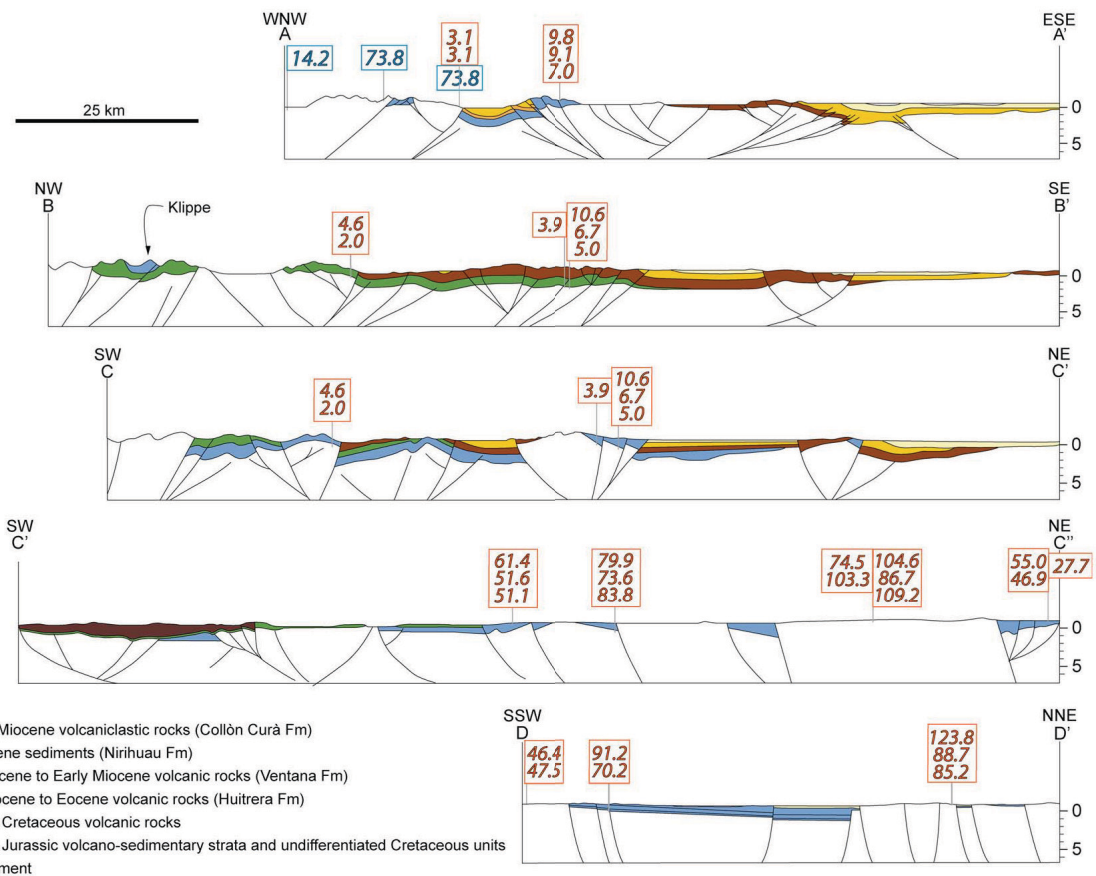 WNW
A
ESE
A’
14.2
73.8
3.1
3.1
73.8
9.8
9.1
7.0
25 km
0
5
NW
B
SE
B’
Klippe
4.6
2.0
3.9
10.6
6.7
5.0
0
5
SW
C
NE
C’
4.6
2.0
3.9
10.6
6.7
5.0
0
5
SW
C’
NE
C’’
61.4
51.6
51.1
79.9
73.6
83.8
74.5
103.3
104.6
86.7
109.2
55.0
46.9
27.7
0
5
SSW
D
NNE
D’
46.4
47.5
91.2
70.2
123.8
88.7
85.2
0
5
Miocene volcaniclastic rocks (Collòn Curà Fm)
ene sediments (Nirihuau Fm)
cene to Early Miocene volcanic rocks (Ventana Fm)
ocene to Eocene volcanic rocks (Huitrera Fm)
Cretaceous volcanic rocks
Jurassic volcano-sedimentary strata and undifferentiated Cretaceous units
ment